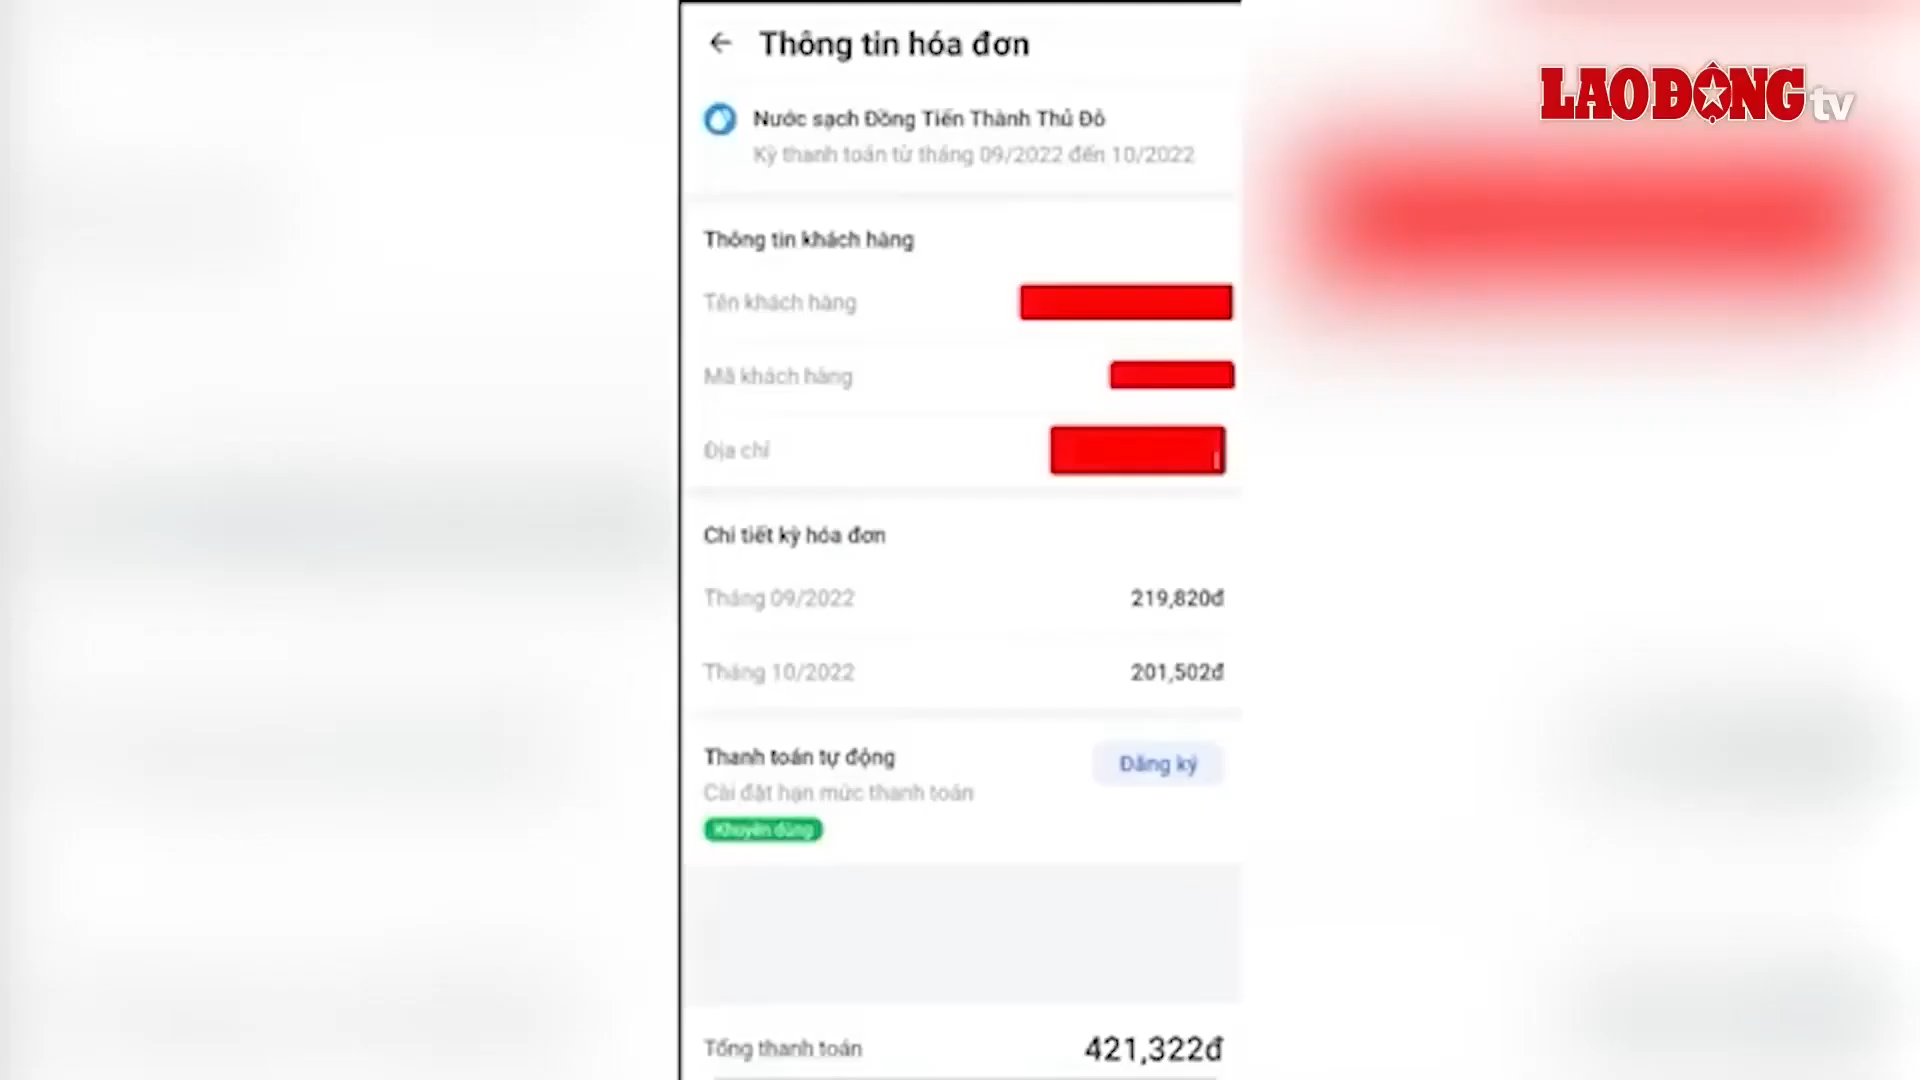 Thông tin hóa đơn
LAO ĐỘNG tv
Nước sạch Đồng Tiến Thành Thủ Đô
Kỳ thanh toán từ tháng 09/2022 đến 10/2022
Thông tin khách hàng
Tên khách hàng
Mã khách hàng
Địa chỉ
Chi tiết kỳ hóa đơn
Tháng 09/2022 219,820đ
Tháng 10/2022 201,502đ
Thanh toán tự động
Đăng ký
Cài đặt hạn mức thanh toán
Khuyên dùng
Tổng thanh toán 421,322đ